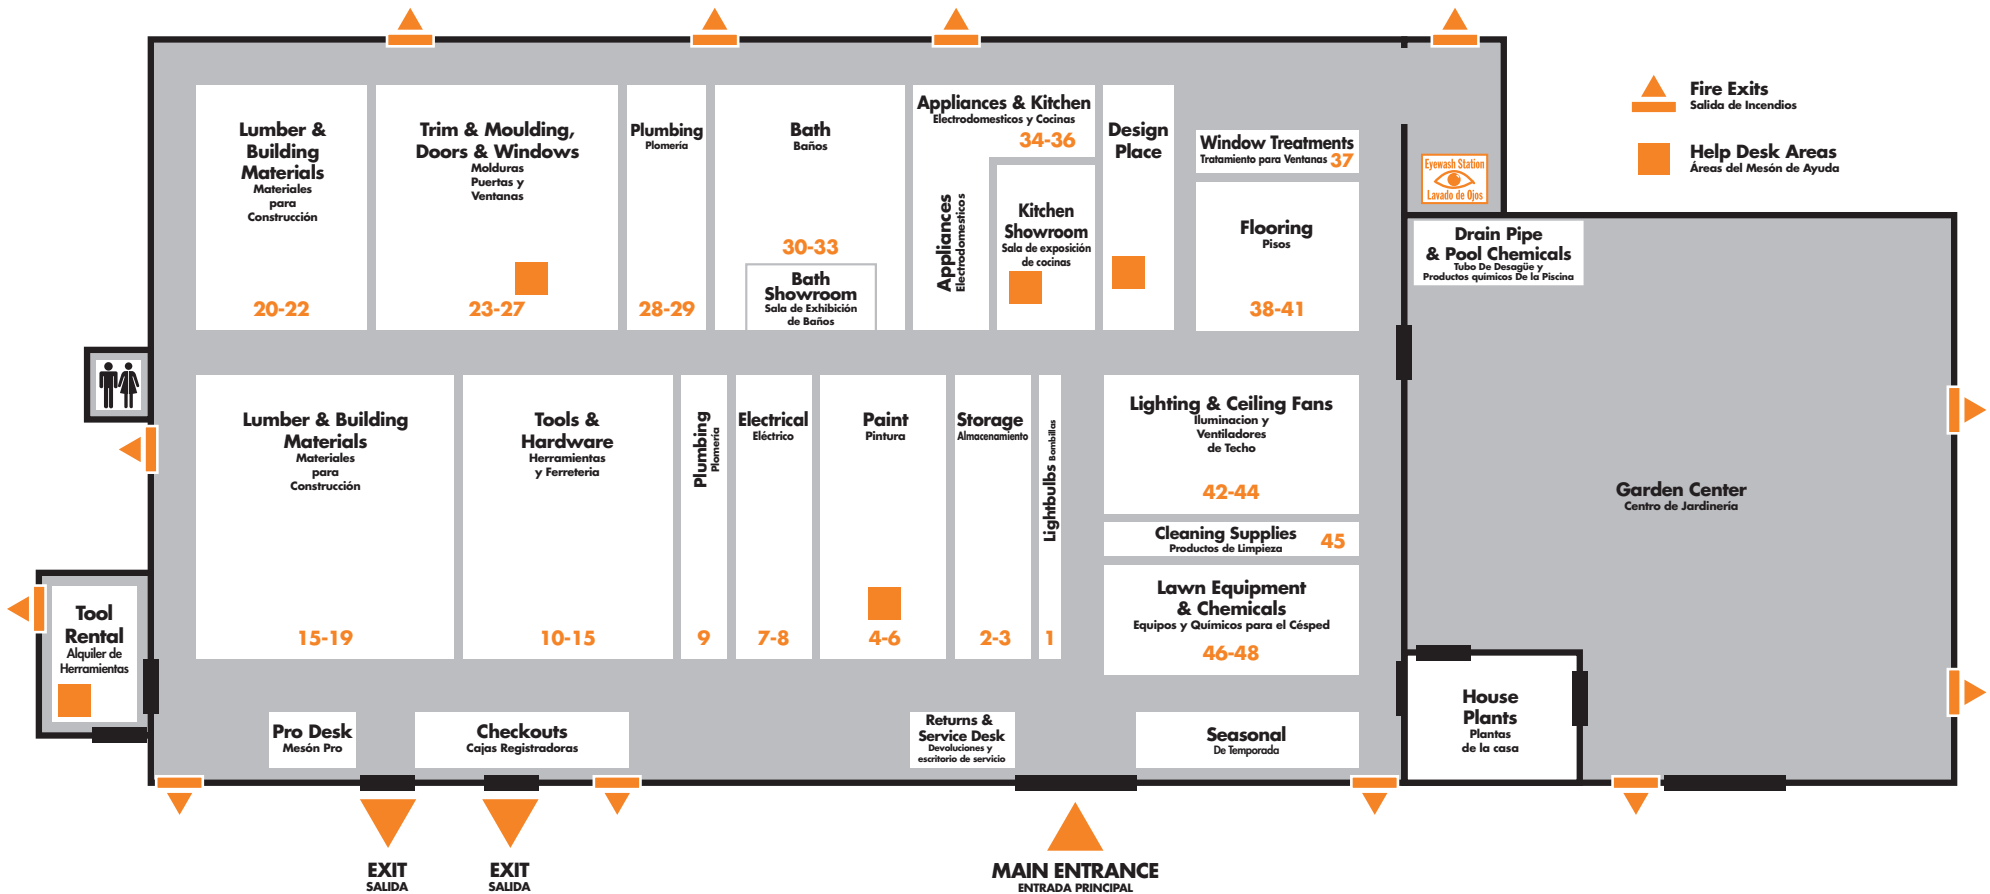 Fire Exits
Salida de Incendios
Help Desk Areas
Áreas del Mesón de Ayuda
Lumber &
Building
Materials
Materiales
para
Construcción
20-22
Trim & Moulding,
Doors & Windows
Molduras
Puertas y
Ventanas
23-27
Plumbing
Plomería
28-29
Bath
Baños
30-33
Bath
Showroom
Sala de Exhibición
de Baños
Appliances & Kitchen
Electrodomesticos y Cocinas
34-36
Appliances
Electrodomesticos
Kitchen
Showroom
Sala de exposición
de cocinas
Design
Place
Window Treatments
Tratamiento para Ventanas 37
Flooring
Pisos
38-41
Eyewash Station
Lavado de Ojos
Drain Pipe
& Pool Chemicals
Tubo De Desagüe y
Productos quimicos De la Piscina
Lumber & Building
Materials
Materiales
para
Construcción
15-19
Tools &
Hardware
Herramientas
y Ferreteria
10-15
Plumbing
Plomería
9
Electrical
Eléctrico
7-8
Paint
Pintura
4-6
Storage
Almacenamiento
2-3
Lightbulbs Bombillas
1
Lighting & Ceiling Fans
Iluminacion y
Ventiladores
de Techo
42-44
Cleaning Supplies
Productos de Limpieza
45
Lawn Equipment
& Chemicals
Equipos y Químicos para el Césped
46-48
Garden Center
Centro de Jardinería
Tool
Rental
Alquiler de
Herramientas
Pro Desk
Mesón Pro
Checkouts
Cajas Registradoras
Returns &
Service Desk
Devoluciones y
escritorio de servicio
Seasonal
De Temporada
House
Plants
Plantas
de la casa
EXIT
SALIDA
EXIT
SALIDA
MAIN ENTRANCE
ENTRADA PRINCIPAL